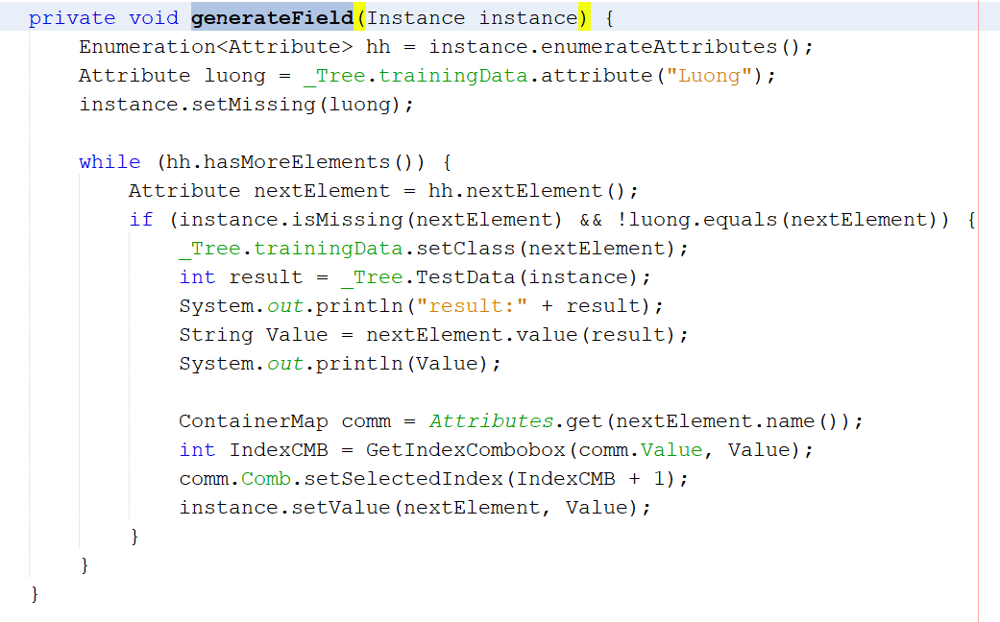 private void generateField(Instance instance) {
    Enumeration<Attribute> hh = instance.enumerateAttributes();
    Attribute luong = _Tree.trainingData.attribute("Luong");
    instance.setMissing(luong);

    while (hh.hasMoreElements()) {
        Attribute nextElement = hh.nextElement();
        if (instance.isMissing(nextElement) && !luong.equals(nextElement)) {
            _Tree.trainingData.setClass(nextElement);
            int result = _Tree.TestData(instance);
            System.out.println("result:" + result);
            String Value = nextElement.value(result);
            System.out.println(Value);

            ContainerMap comm = Attributes.get(nextElement.name());
            int IndexCMB = GetIndexCombobox(comm.Value, Value);
            comm.Comb.setSelectedIndex(IndexCMB + 1);
            instance.setValue(nextElement, Value);
        }
    }
}